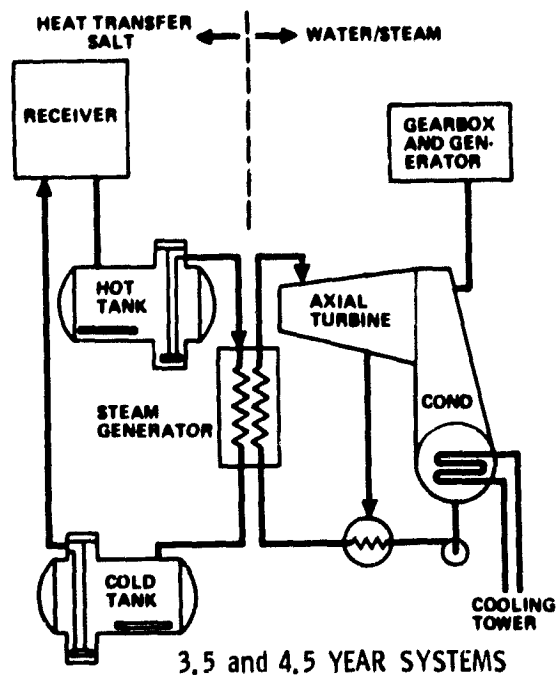 HEAT TRANSFER
SALT
WATER/STEAM
RECEIVER
GEARBOX
AND GEN-
ERATOR
HOT
TANK
AXIAL
TURBINE
STEAM
GENERATOR
COND
COLD
TANK
COOLING
TOWER
3.5 and 4.5 YEAR SYSTEMS